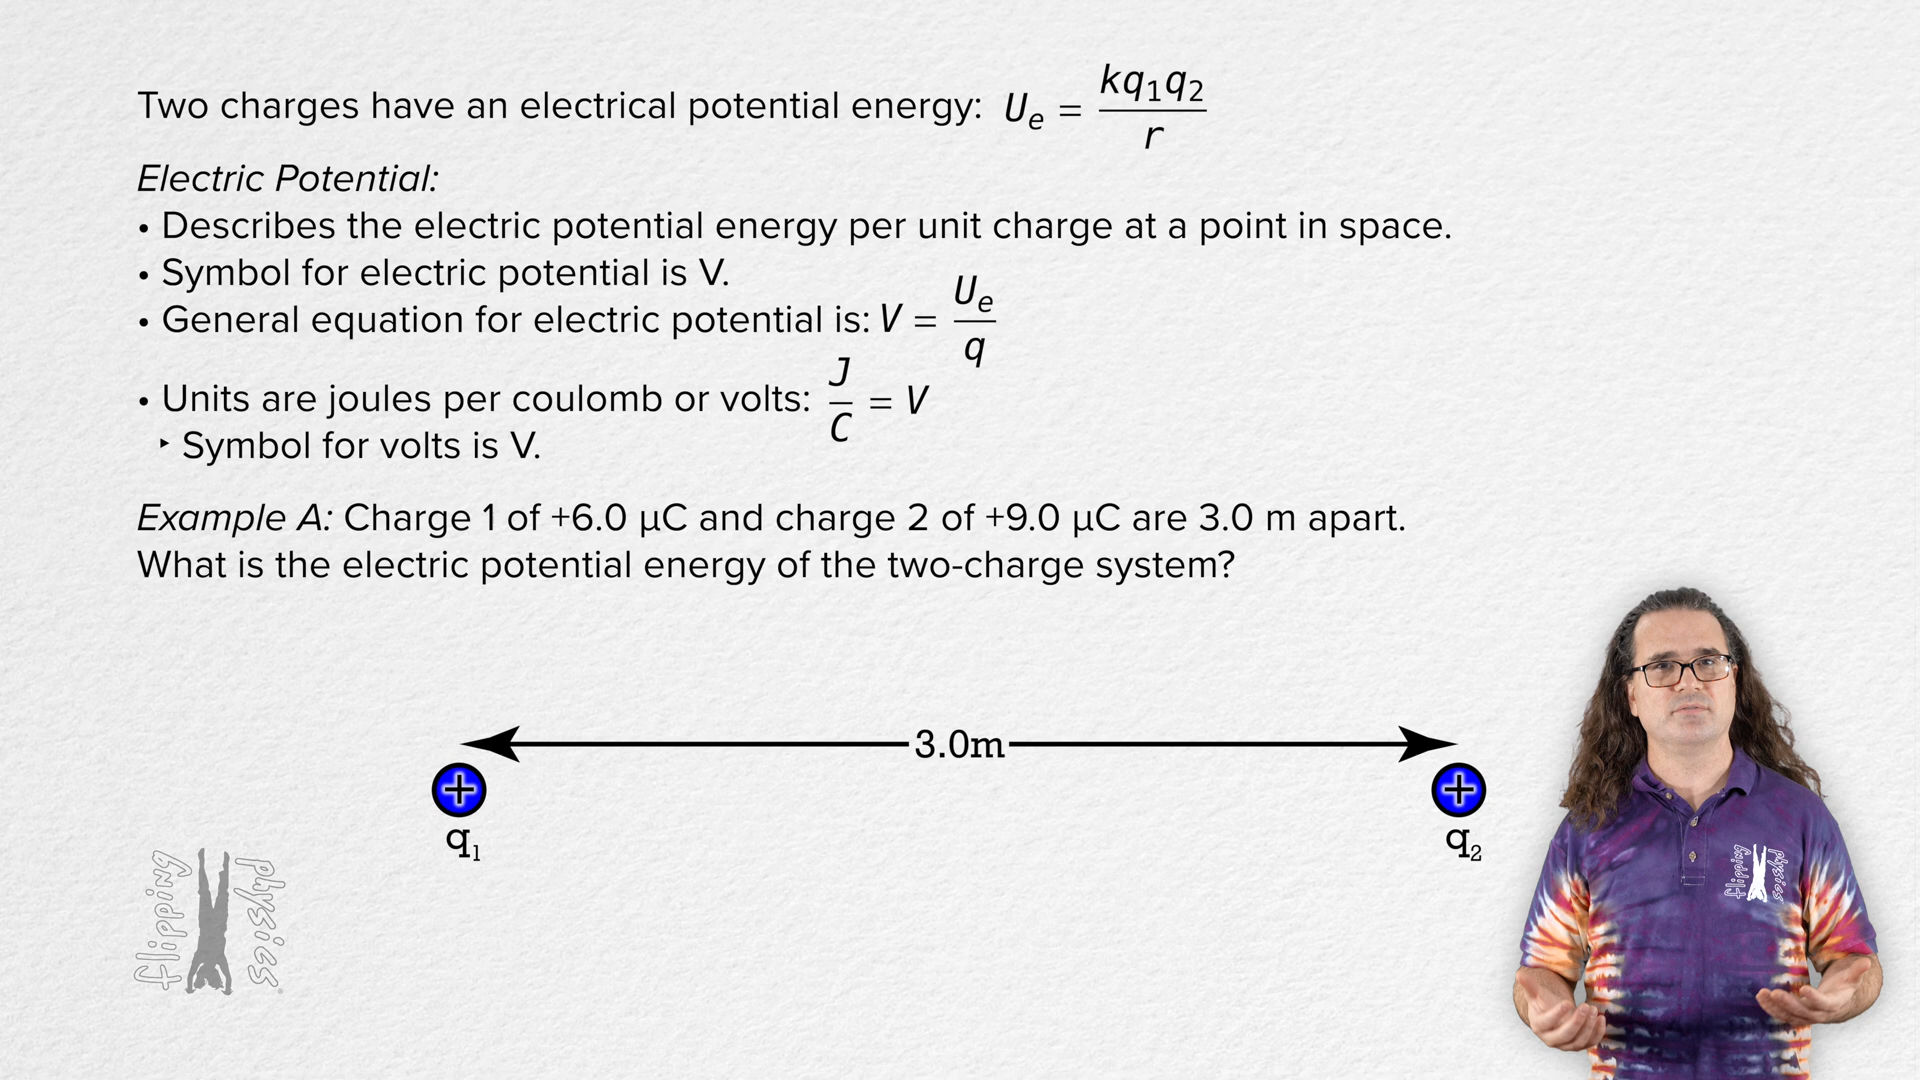 Two charges have an electrical potential energy: Uₑ = kq₁q₂ / r
Electric Potential:
• Describes the electric potential energy per unit charge at a point in space.
• Symbol for electric potential is V.
• General equation for electric potential is: V = Uₑ / q
• Units are joules per coulomb or volts: J / C = V
‣ Symbol for volts is V.
Example A: Charge 1 of +6.0 µC and charge 2 of +9.0 µC are 3.0 m apart.
What is the electric potential energy of the two-charge system?
3.0m
+
+
q₁
q₂
flipping
physics
flipping
physics